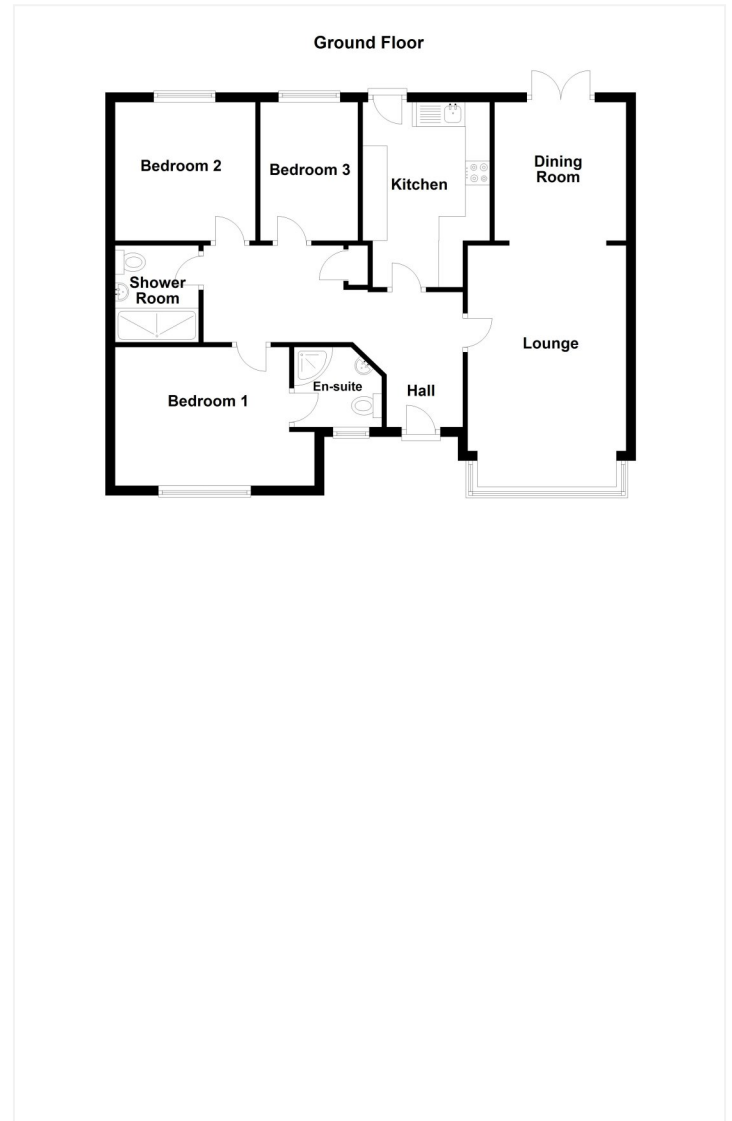 Ground Floor
Bedroom 2
Bedroom 3
Kitchen
Dining
Room
Shower
Room
Lounge
En-suite
Hall
Bedroom 1